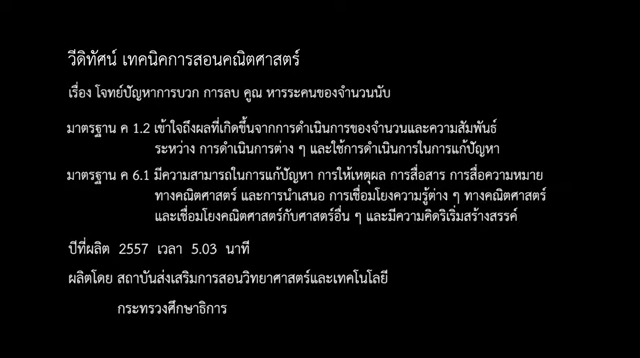 วีดิทัศน์ เทคนิคการสอนคณิตศาสตร์
เรื่อง โจทย์ปัญหาการบวก การลบ คูณ หารระคนของจำนวนนับ
มาตรฐาน ค 1.2 เข้าใจถึงผลที่เกิดขึ้นจากการดำเนินการของจำนวนและความสัมพันธ์
ระหว่าง การดำเนินการต่าง ๆ และใช้การดำเนินการในการแก้ปัญหา
มาตรฐาน ค 6.1 มีความสามารถในการแก้ปัญหา การให้เหตุผล การสื่อสาร การสื่อความหมาย
ทางคณิตศาสตร์ และการนำเสนอ การเชื่อมโยงความรู้ต่าง ๆ ทางคณิตศาสตร์
และเชื่อมโยงคณิตศาสตร์กับศาสตร์อื่น ๆ และมีความคิดริเริ่มสร้างสรรค์
ปีที่ผลิต 2557 เวลา 5.03 นาที
ผลิตโดย สถาบันส่งเสริมการสอนวิทยาศาสตร์และเทคโนโลยี
กระทรวงศึกษาธิการ